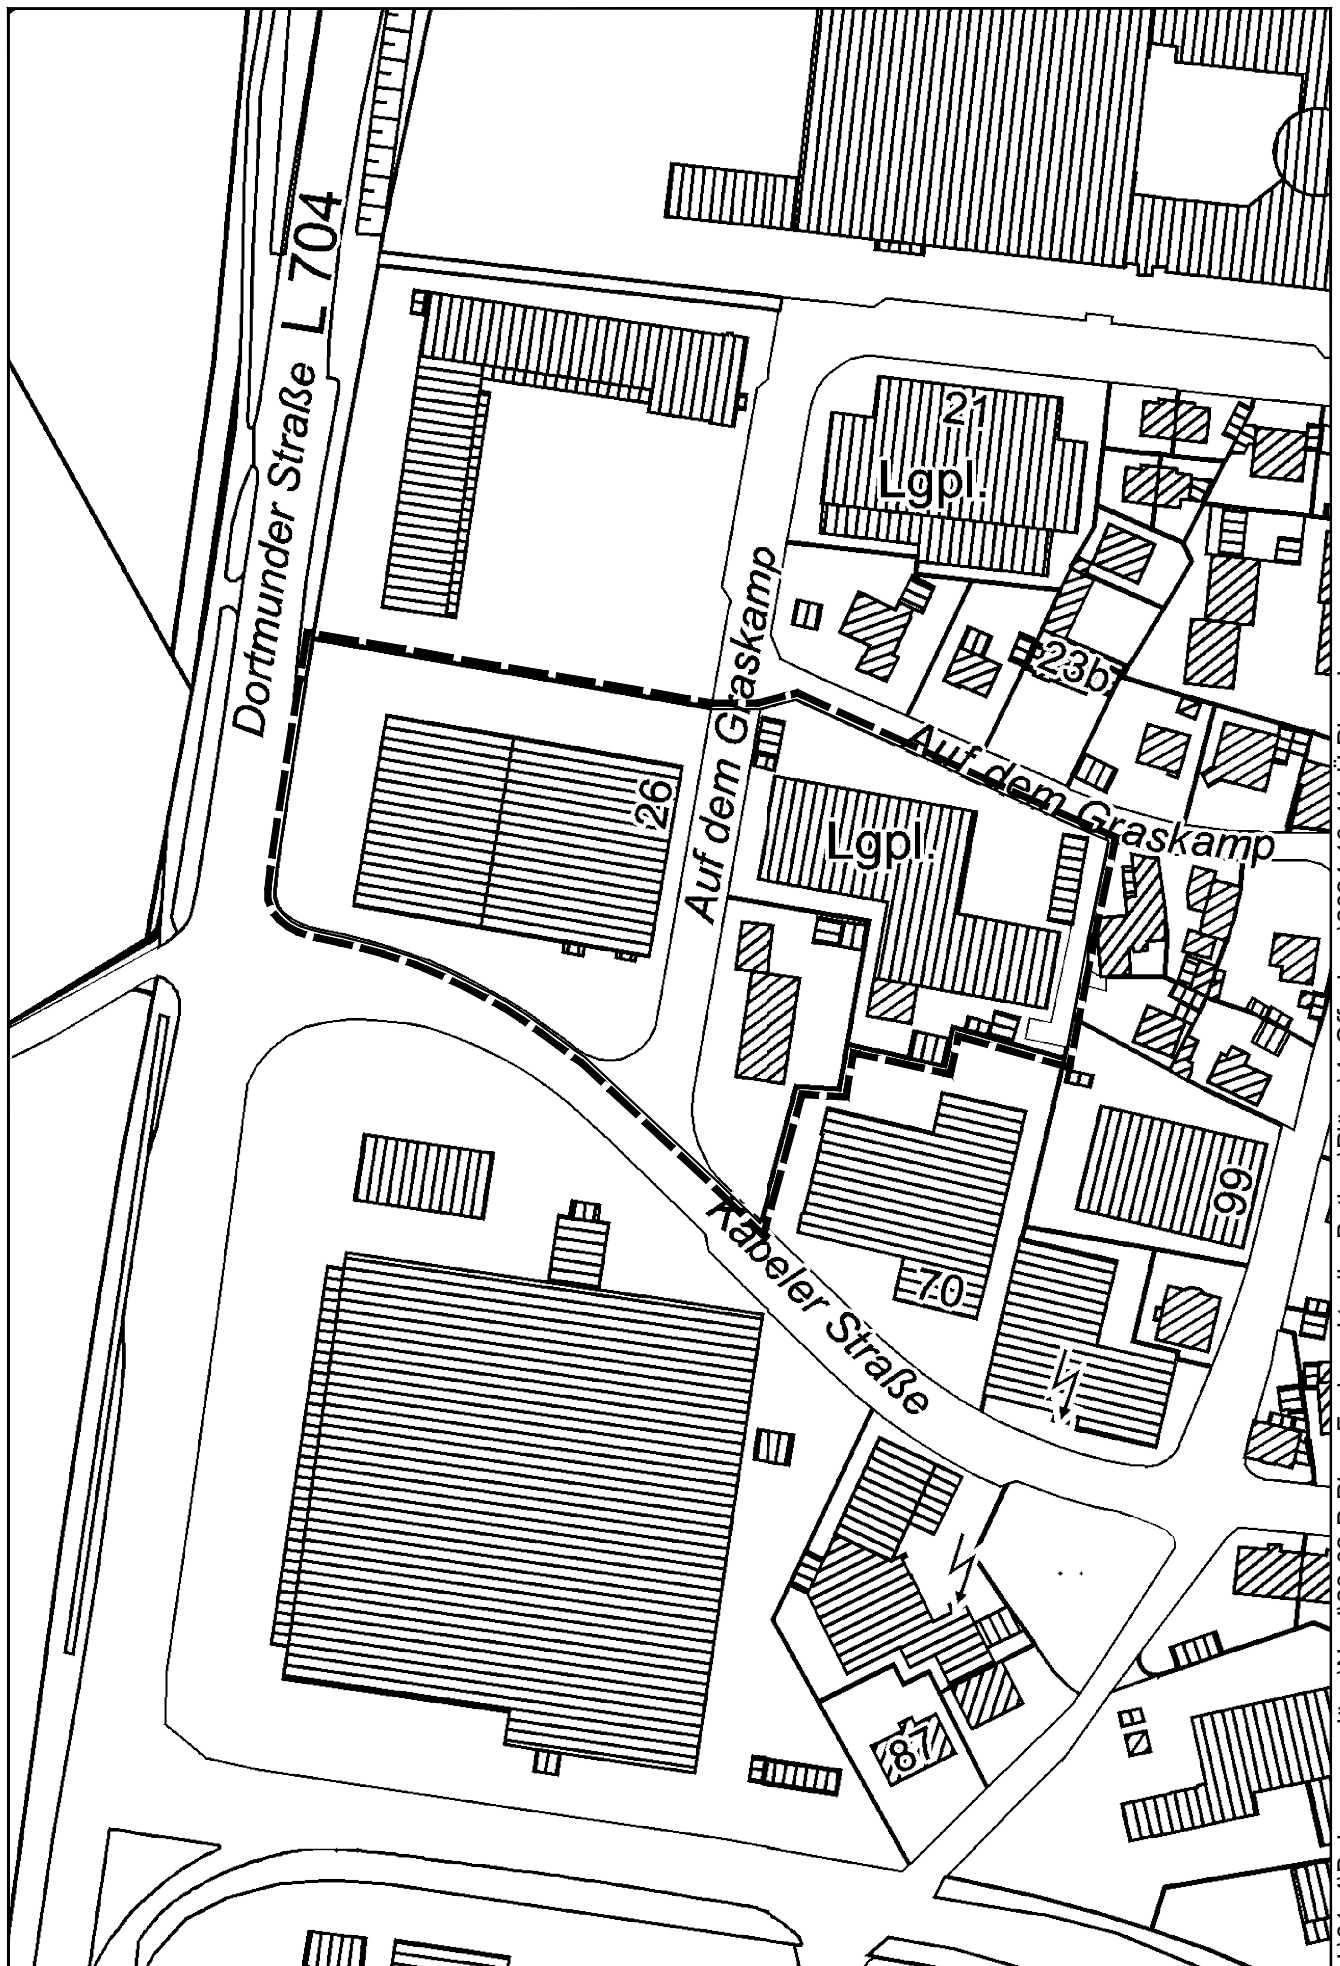 L 704
Dortmunder Straße
21
Lgpl.
Auf dem Graskamp
23b
Auf dem Graskamp
26
Lgpl.
99
Kabeler Straße
70
87